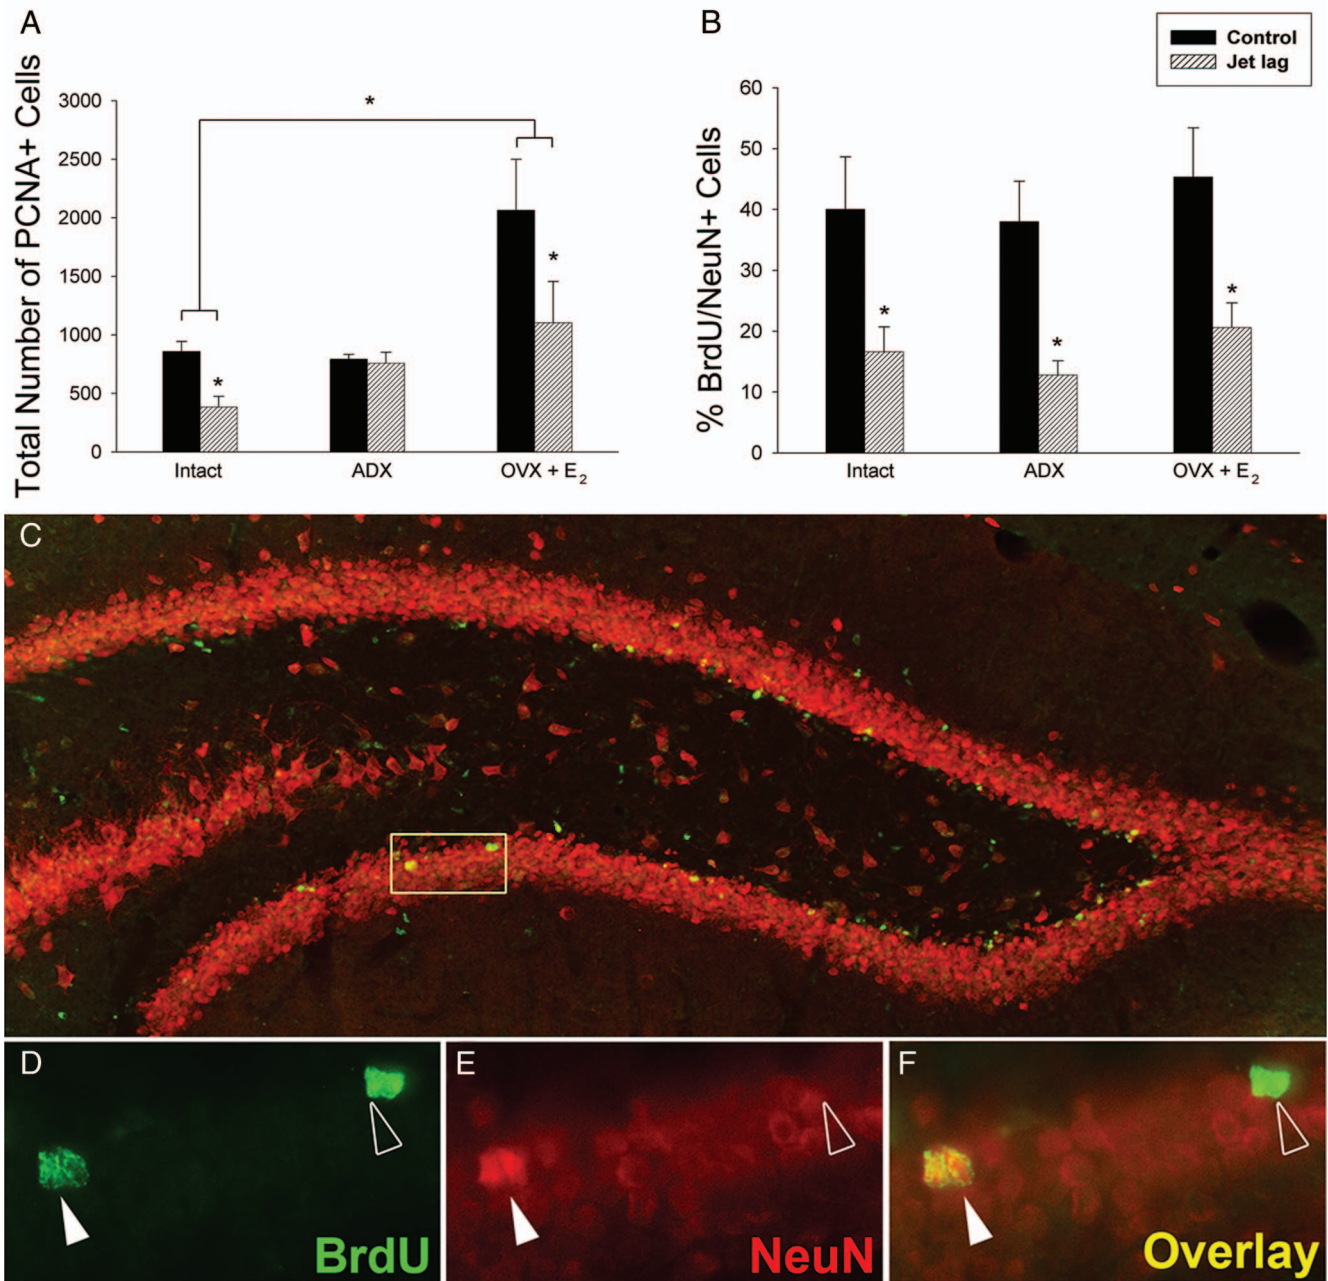 A
B
Control
Jet lag
Total Number of PCNA+ Cells
3000
2500
2000
1500
1000
500
0
*
*
*
Intact
ADX
OVX + E2
% BrdU/NeuN+ Cells
60
50
40
30
20
10
0
*
*
*
Intact
ADX
OVX + E2
C
D
BrdU
E
NeuN
F
Overlay